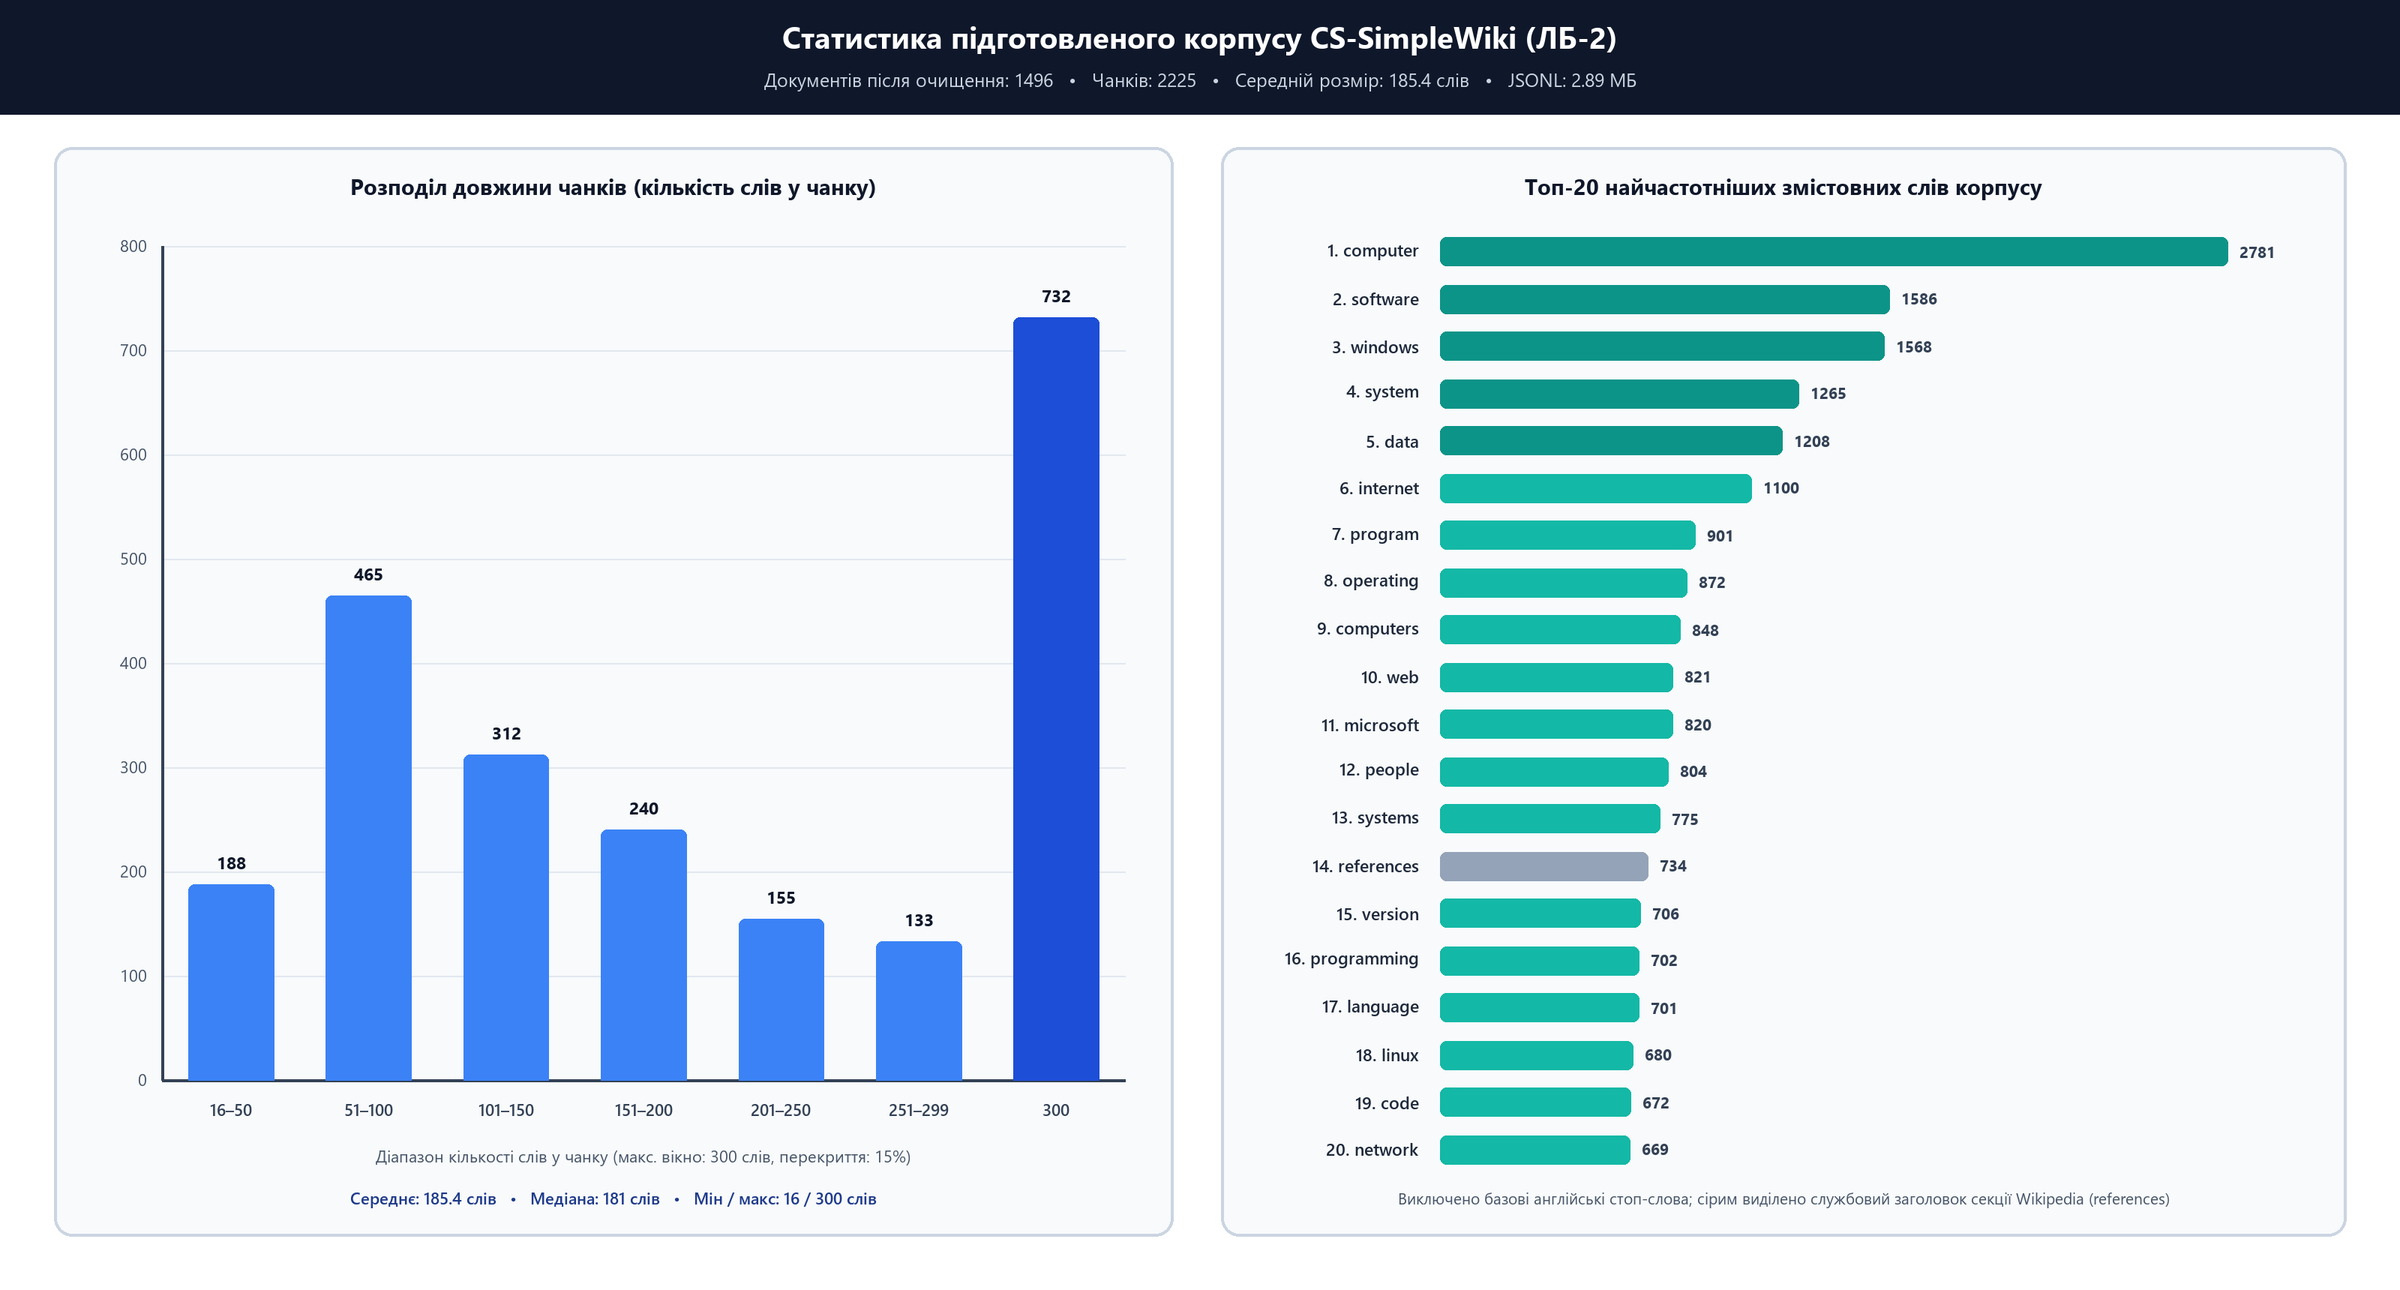 Статистика підготовленого корпусу CS-SimpleWiki (ЛБ-2)
Документів після очищення: 1496 • Чанків: 2225 • Середній розмір: 185.4 слів • JSONL: 2.89 МБ
Розподіл довжини чанків (кількість слів у чанку)
800
700
600
500
400
300
200
100
0
188
465
312
240
155
133
732
16–50
51–100
101–150
151–200
201–250
251–299
300
Діапазон кількості слів у чанку (макс. вікно: 300 слів, перекриття: 15%)
Середнє: 185.4 слів • Медіана: 181 слів • Мін / макс: 16 / 300 слів
Топ-20 найчастотніших змістовних слів корпусу
1. computer 2781
2. software 1586
3. windows 1568
4. system 1265
5. data 1208
6. internet 1100
7. program 901
8. operating 872
9. computers 848
10. web 821
11. microsoft 820
12. people 804
13. systems 775
14. references 734
15. version 706
16. programming 702
17. language 701
18. linux 680
19. code 672
20. network 669
Виключено базові англійські стоп-слова; сірим виділено службовий заголовок секції Wikipedia (references)